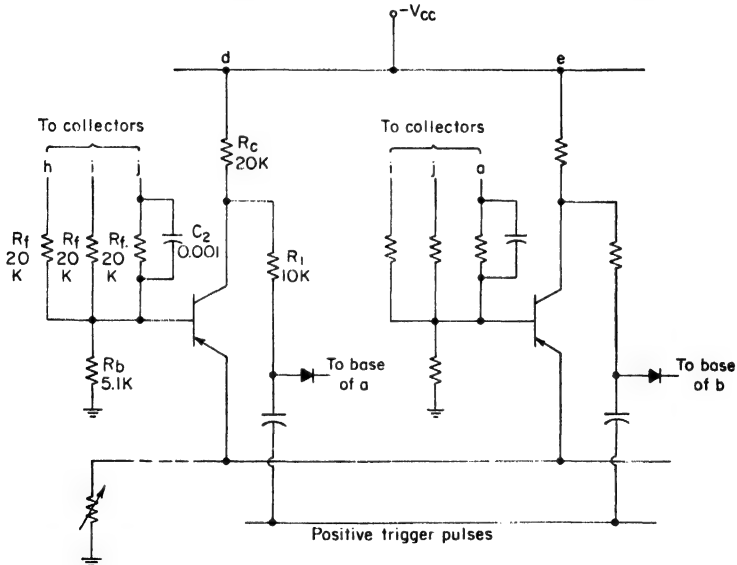 -Vcc
d
e
To collectors
To collectors
h i j
i j a
Rc
20K
Rf
20
K
Rf
20
K
Rf.
20
K
C2
0.001
R1
10K
Rb
5.1K
To base
of a
To base
of b
Positive trigger pulses